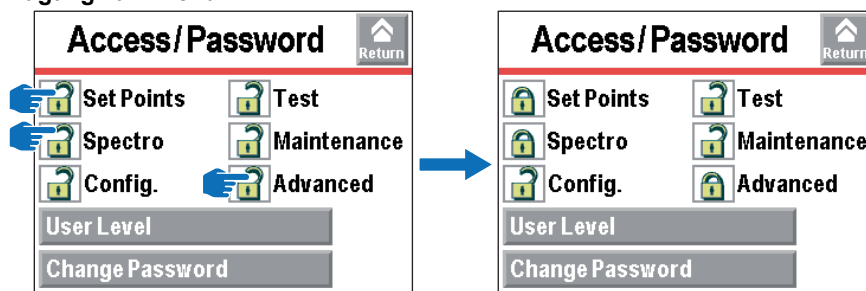 Access/Password
Return
Set Points
Test
Spectro
Maintenance
Config.
Advanced
User Level
Change Password
Access/Password
Return
Set Points
Test
Spectro
Maintenance
Config.
Advanced
User Level
Change Password